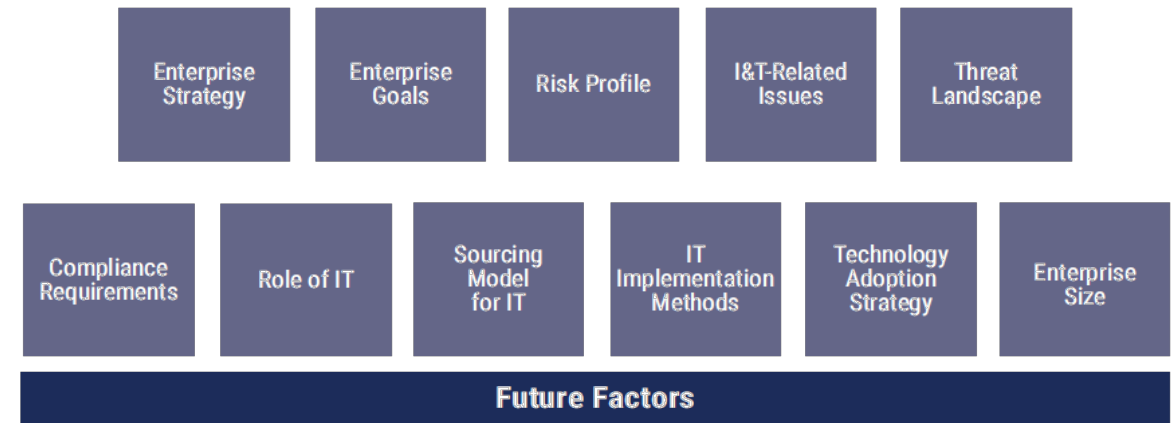 Enterprise
Strategy
Enterprise
Goals
Risk Profile
I&T-Related
Issues
Threat
Landscape
Compliance
Requirements
Role of IT
Sourcing
Model
for IT
IT
Implementation
Methods
Technology
Adoption
Strategy
Enterprise
Size
Future Factors